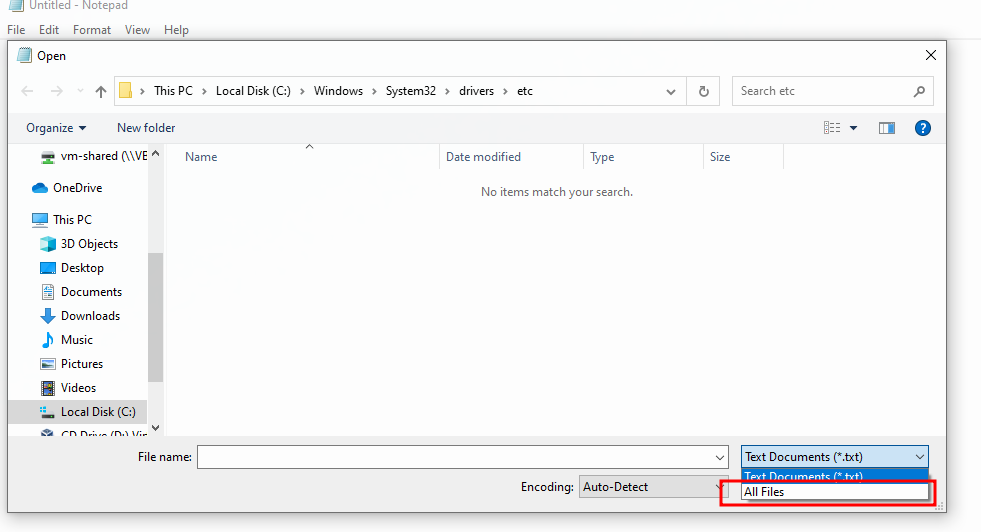 Untitled - Notepad
File Edit Format View Help
Open
This PC Local Disk (C:) Windows System32 drivers etc
Search etc
Organize New folder
Name Date modified Type Size
No items match your search.
vm-shared (\\VE
OneDrive
This PC
3D Objects
Desktop
Documents
Downloads
Music
Pictures
Videos
Local Disk (C:)
CD Drive (D:) Vir
File name: Text Documents (*.txt)
Text Documents (*.txt)
Encoding: Auto-Detect All Files